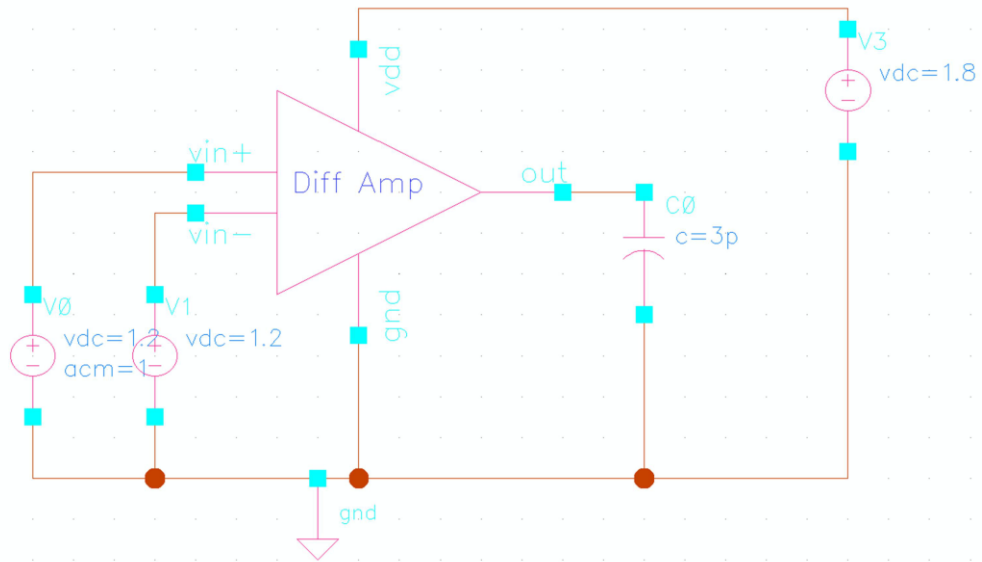 V3
vdc=1.8
vdd
vin+
Diff Amp
out
vin-
C0
c=3p
gnd
V0
vdc=1.2
acm=1
V1
vdc=1.2
gnd